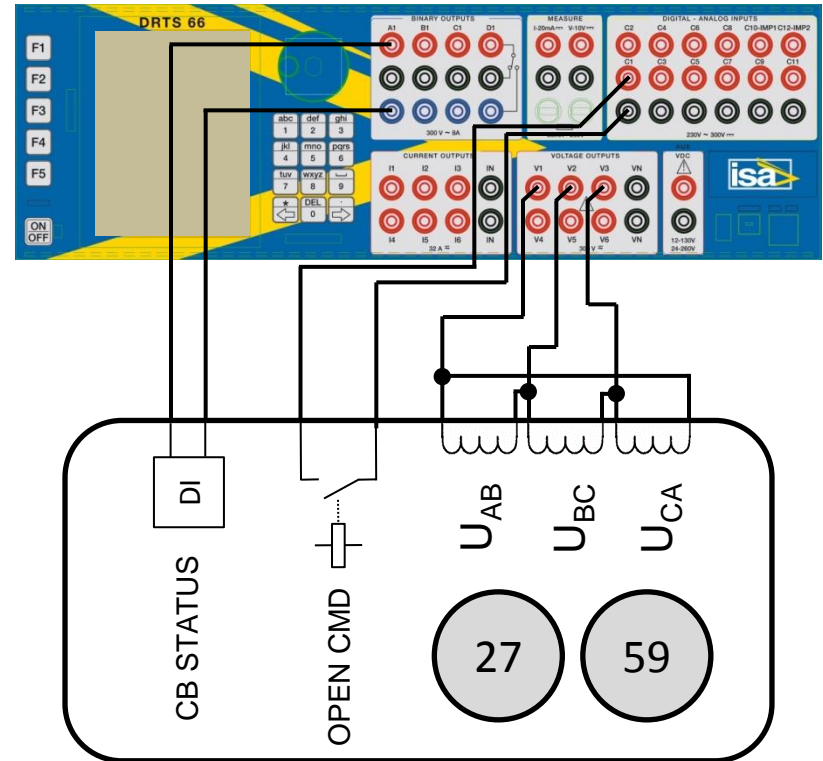 DRTS 66
F1
F2
F3
F4
F5
ON
OFF
abc def ghi
1 2 3
jkl mno pqrs
4 5 6
tuv wxyz
7 8 9
* DEL .
0
BINARY OUTPUTS
A1 B1 C1 D1
300 V ~ 8A
MEASURE
I-20mA V-10V
DIGITAL - ANALOG INPUTS
C2 C4 C6 C8 C10-IMP1 C12-IMP2
C1 C3 C5 C7 C9 C11
230V ~ 300V
CURRENT OUTPUTS
I1 I2 I3 IN
I4 I5 I6 IN
32 A
VOLTAGE OUTPUTS
V1 V2 V3 VN
V4 V5 V6 VN
AUX
VDC
12-130V
24-260V
isa
DI
CB STATUS
OPEN CMD
UAB
UBC
UCA
27
59